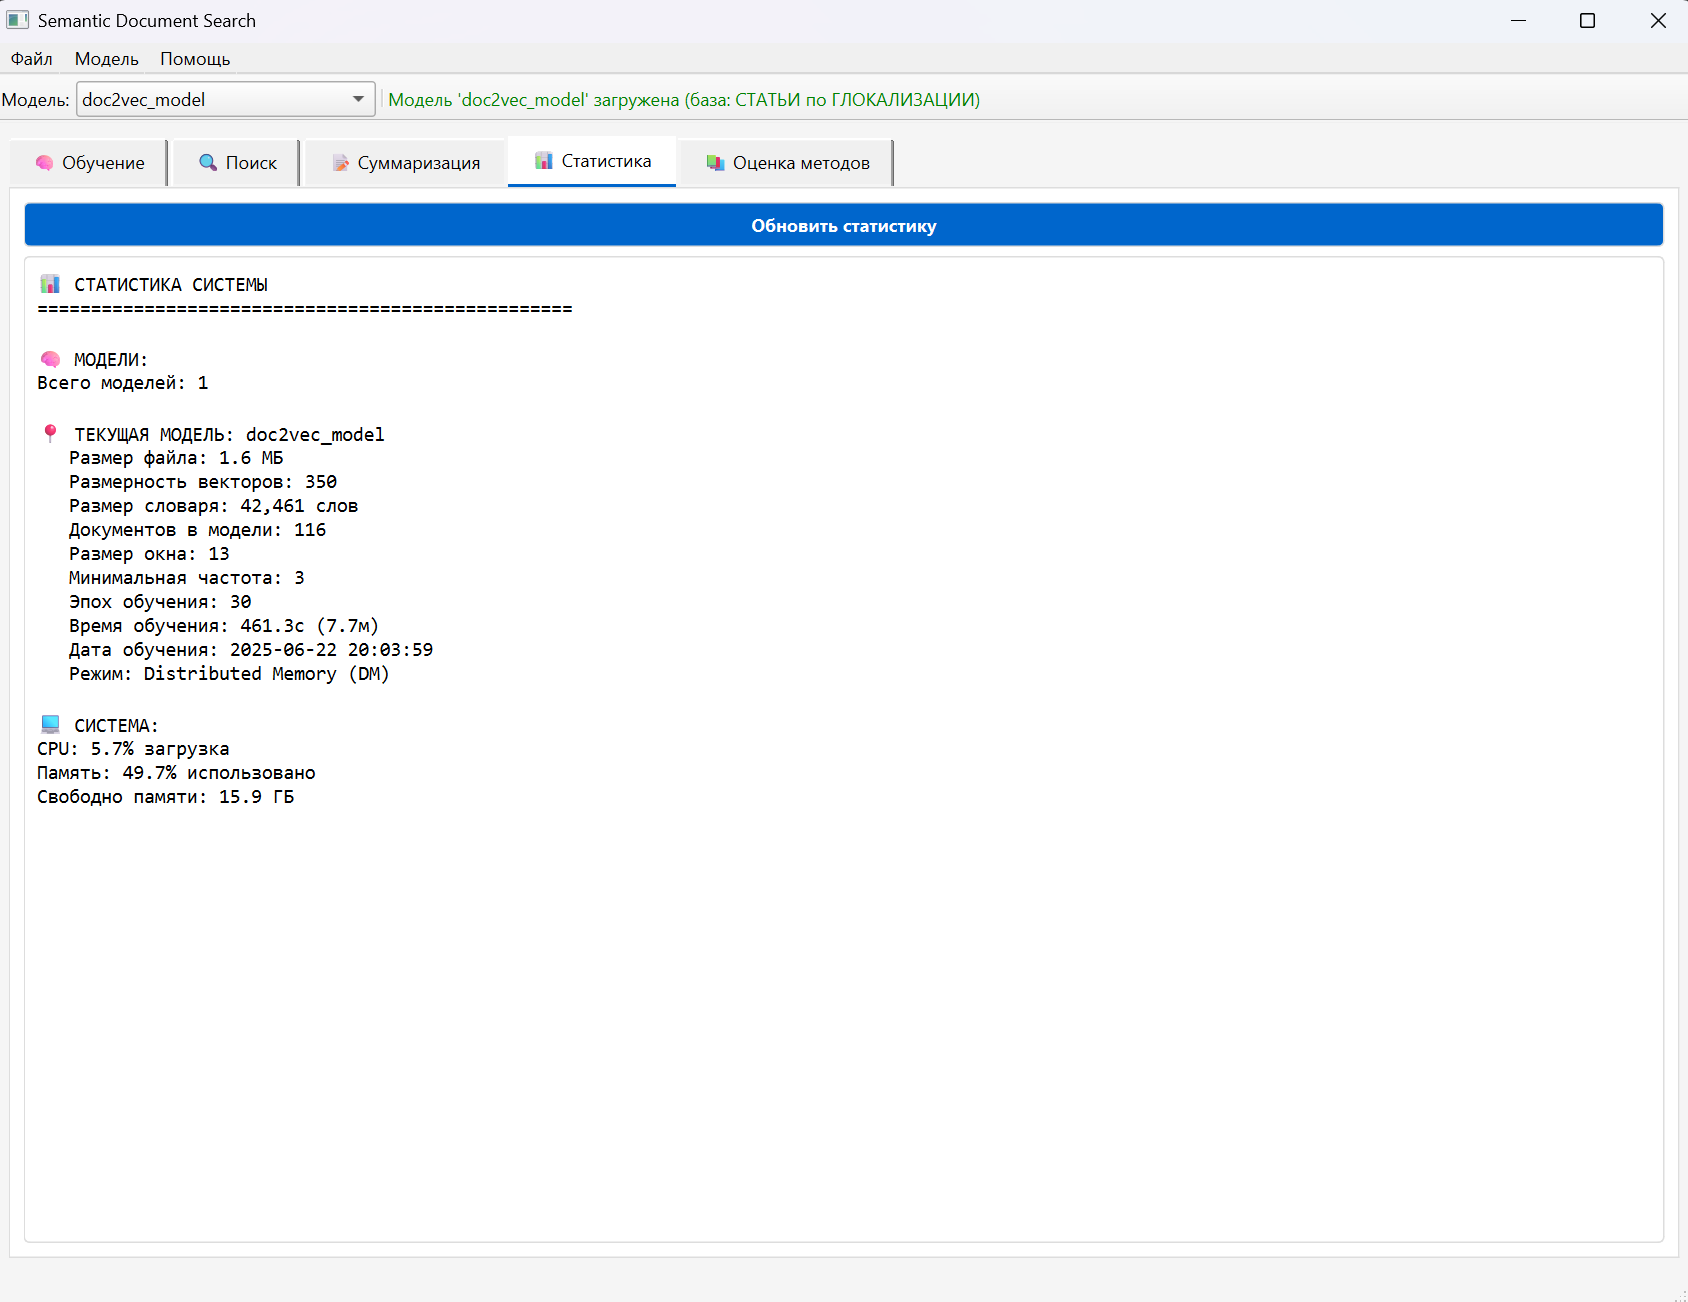 Semantic Document Search
Файл Модель Помощь
Модель: doc2vec_model Модель 'doc2vec_model' загружена (база: СТАТЬИ по ГЛОКАЛИЗАЦИИ)
Обучение Поиск Суммаризация Статистика Оценка методов
Обновить статистику
СТАТИСТИКА СИСТЕМЫ
==================================================
МОДЕЛИ:
Всего моделей: 1
ТЕКУЩАЯ МОДЕЛЬ: doc2vec_model
Размер файла: 1.6 МБ
Размерность векторов: 350
Размер словаря: 42,461 слов
Документов в модели: 116
Размер окна: 13
Минимальная частота: 3
Эпох обучения: 30
Время обучения: 461.3с (7.7м)
Дата обучения: 2025-06-22 20:03:59
Режим: Distributed Memory (DM)
СИСТЕМА:
CPU: 5.7% загрузка
Память: 49.7% использовано
Свободно памяти: 15.9 ГБ